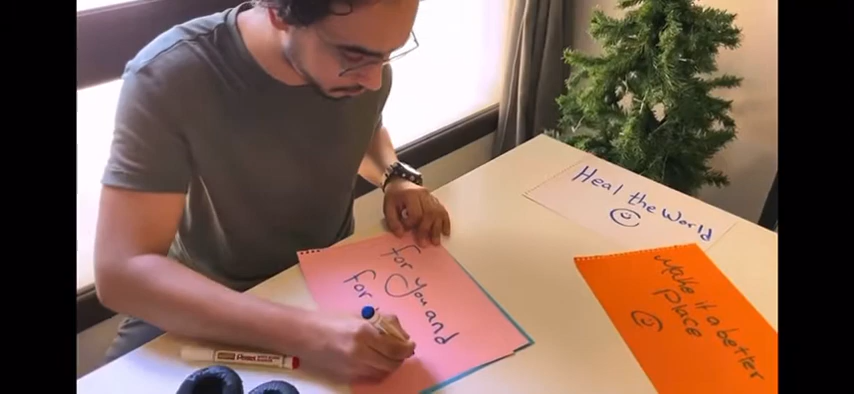 Heal the World
Make it a better
place
for you and
for
Pentel